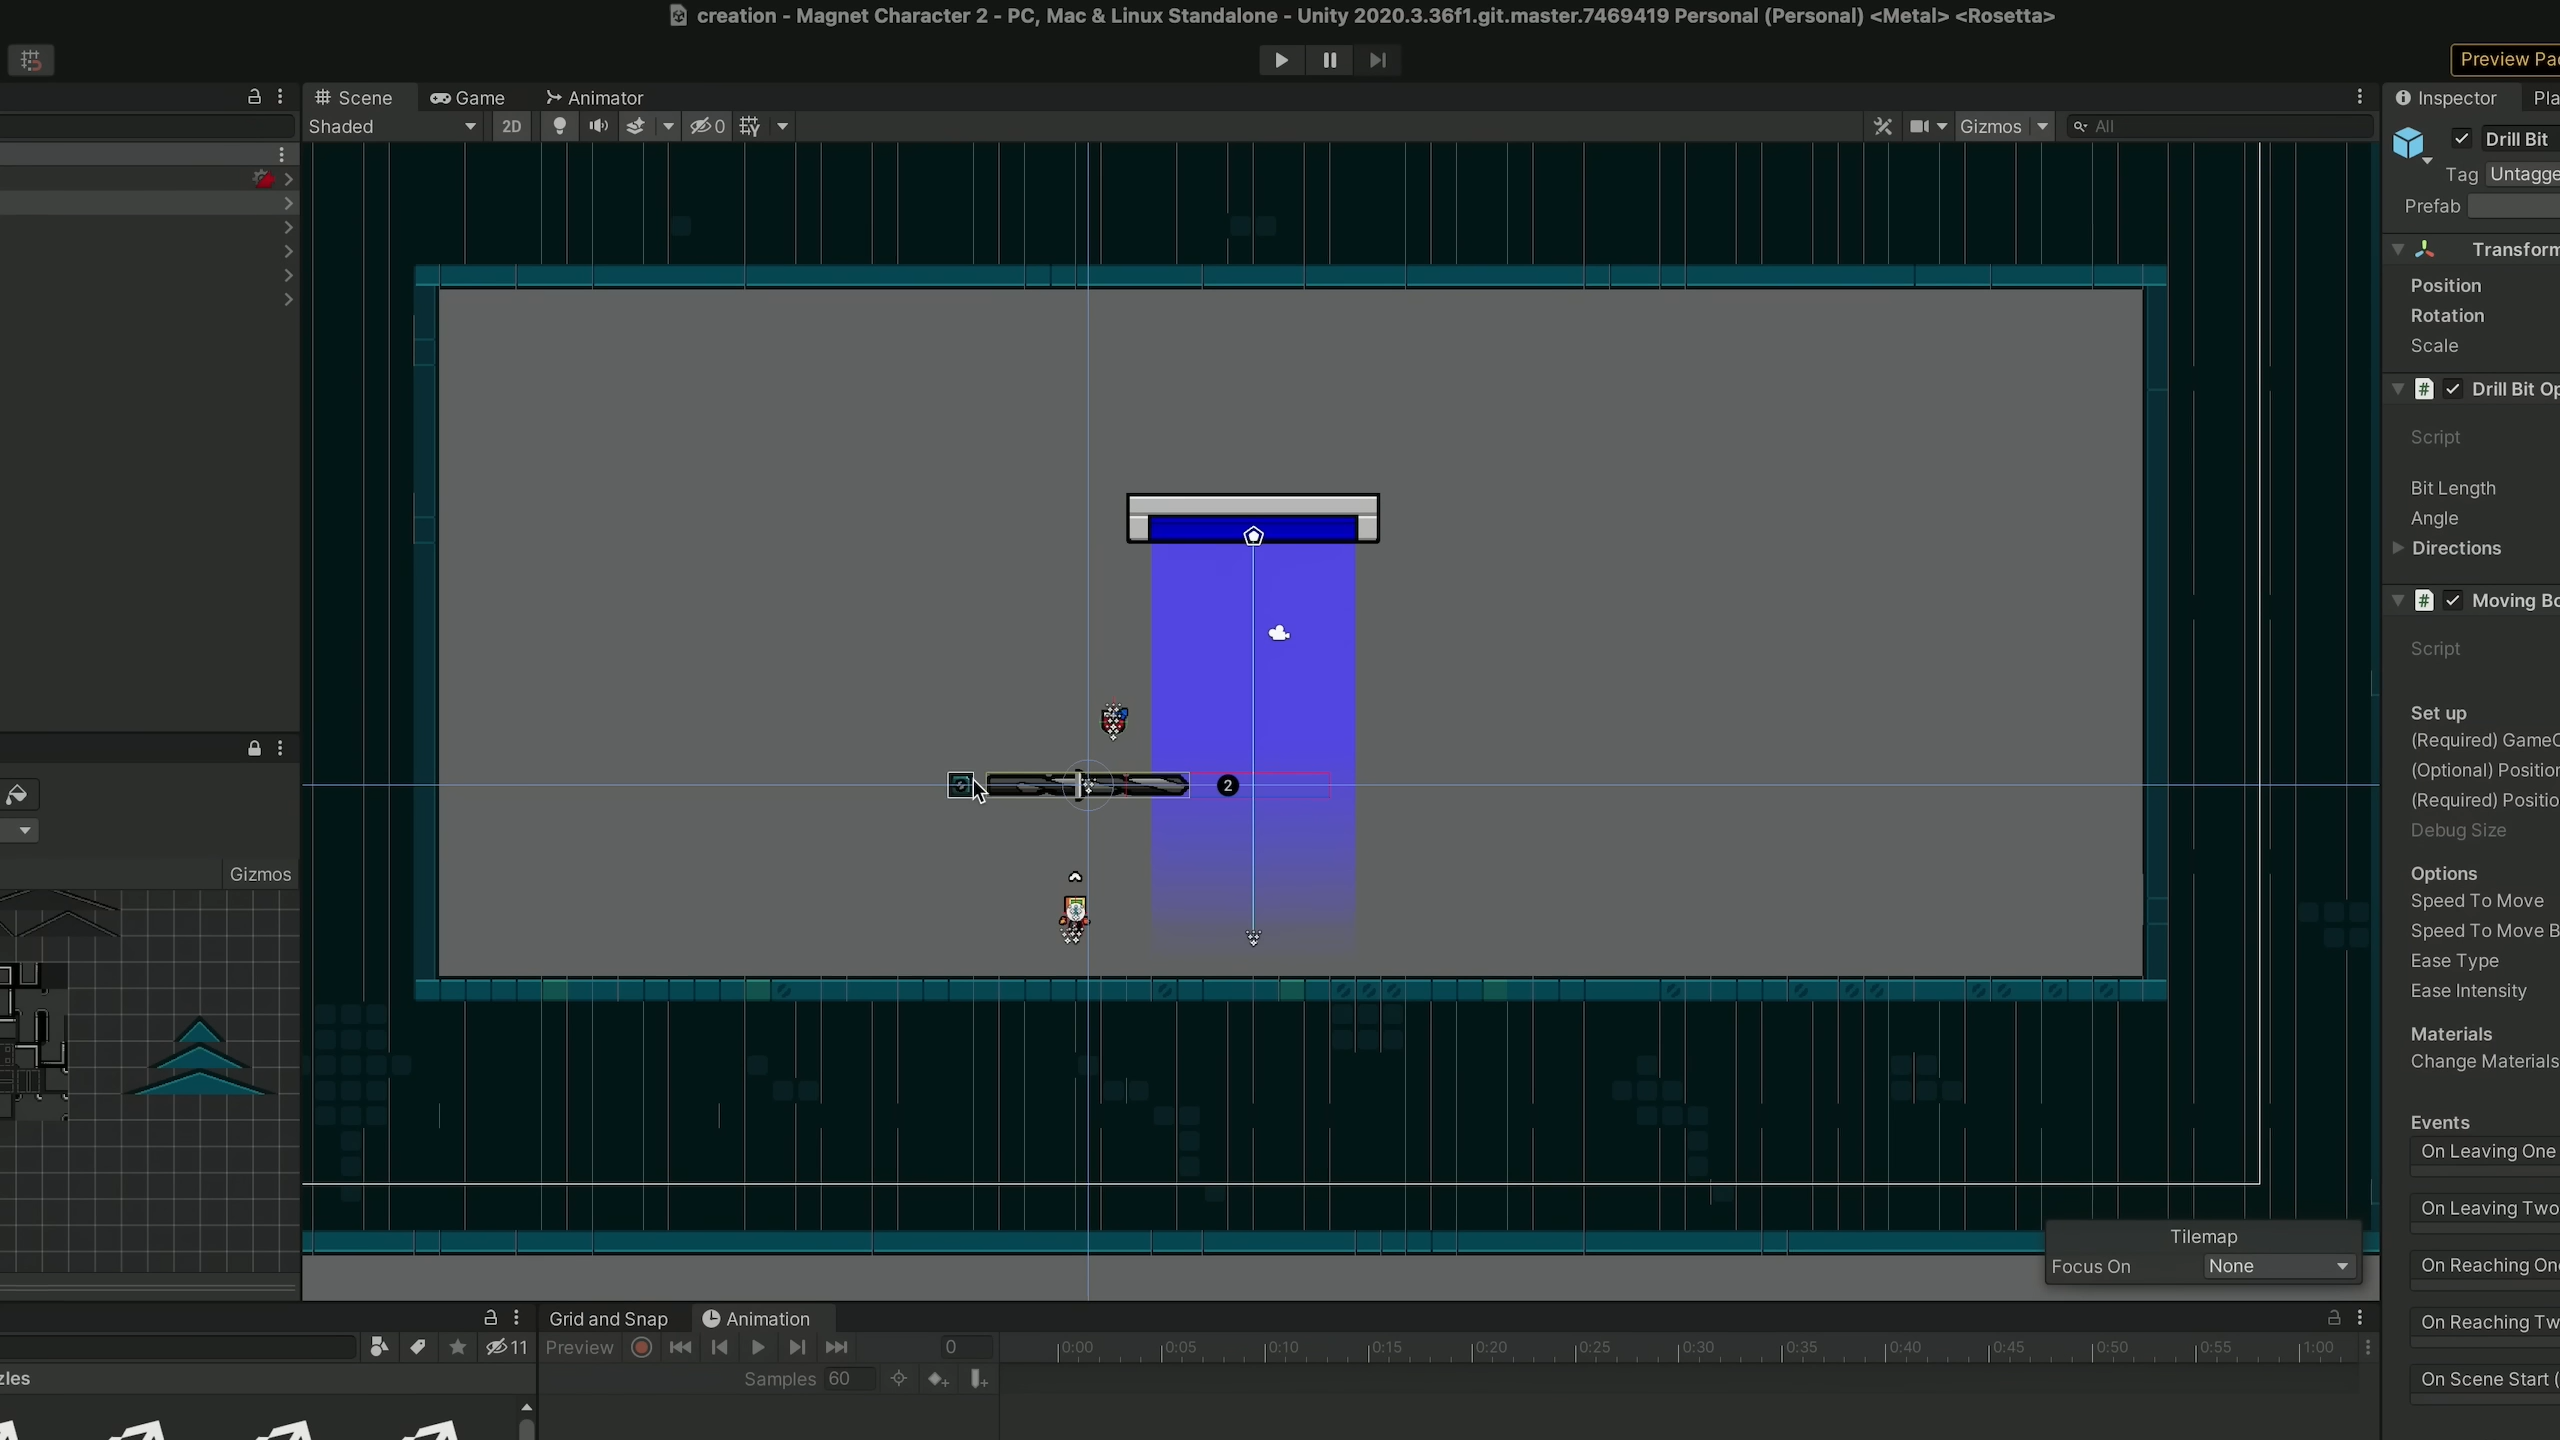 creation - Magnet Character 2 - PC, Mac & Linux Standalone - Unity 2020.3.36f1.git.master.7469419 Personal (Personal) <Metal> <Rosetta>
Preview Pac
Scene
Game
Animator
Inspector
Pla
Shaded
2D
0
Gizmos
All
Drill Bit
Tag
Untagge
Prefab
Transform
Position
Rotation
Scale
Drill Bit Op
Script
Bit Length
Angle
Directions
Moving Bo
Script
Set up
(Required) GameO
(Optional) Position
(Required) Positio
Debug Size
Options
Speed To Move
Speed To Move B
Ease Type
Ease Intensity
Materials
Change Materials
Events
On Leaving One
On Leaving Two
On Reaching One
On Reaching Tw
On Scene Start (
2
Gizmos
Tilemap
Focus On
None
Grid and Snap
Animation
11
Preview
0
0:00
0:05
0:10
0:15
0:20
0:25
0:30
0:35
0:40
0:45
0:50
0:55
1:00
zles
Samples
60